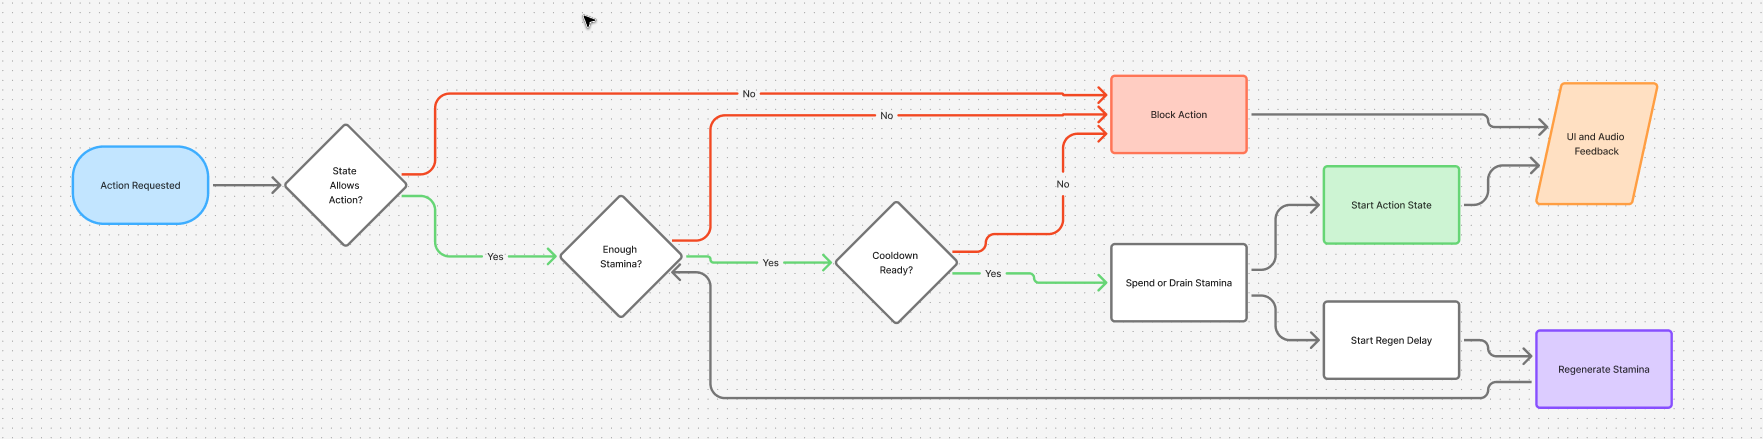 No
No
Block Action
UI and Audio
Feedback
State
Allows
Action?
Action Requested
No
Start Action State
Yes
Enough
Stamina?
Yes
Cooldown
Ready?
Yes
Spend or Drain Stamina
Start Regen Delay
Regenerate Stamina